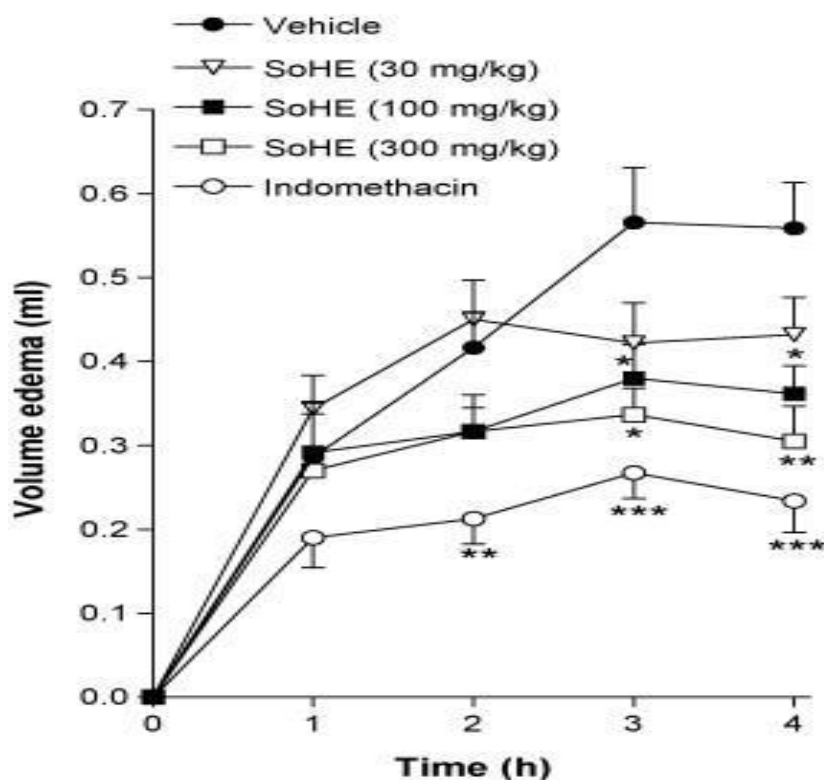 Vehicle
SoHE (30 mg/kg)
SoHE (100 mg/kg)
SoHE (300 mg/kg)
Indomethacin
Volume edema (ml)
0.7
0.6
0.5
0.4
0.3
0.2
0.1
0.0
*
*
*
**
***
**
***
0
1
2
3
4
Time (h)